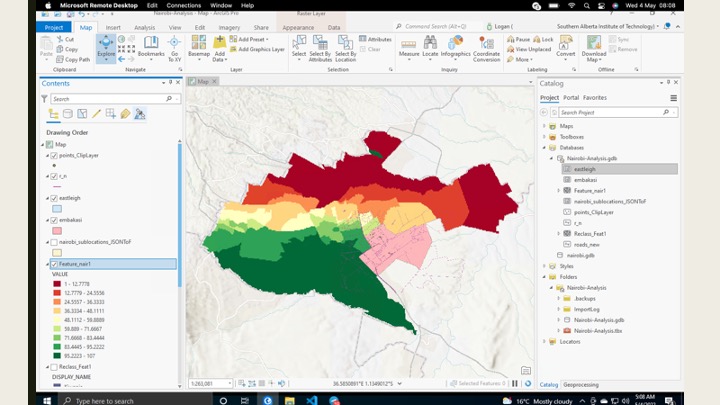 Microsoft Remote Desktop Edit Connections Window Help
Wed 4 May 08:08
Nairobi-Analysis - Map - ArcGIS Pro
Raster Layer
Command Search (Alt+Q)
Logan (
Southern Alberta Institute of Technology)
Project Map Insert Analysis View Edit Imagery Share Appearance Data
Paste
Cut
Copy
Copy Path
Clipboard
Explore
Bookmarks
Go To XY
Navigate
Basemap
Add Data
Add Preset
Add Graphics Layer
Layer
Select
Select By Attributes
Select By Location
Attributes
Clear
Selection
Measure
Locate
Infographics
Coordinate Conversion
Inquiry
Pause
Lock
View Unplaced
More
Labeling
Convert
Download Map
Sync
Remove
Offline
Contents
Search
Drawing Order
Map
points_ClipLayer
r_n
eastleigh
embakasi
nairobi_sublocations_JSONToF
Feature_nair1
VALUE
1 - 12.7778
12.7779 - 24.5556
24.5557 - 36.3333
36.3334 - 48.1111
48.1112 - 59.8889
59.889 - 71.6667
71.6668 - 83.4444
83.4445 - 95.2222
95.2223 - 107
Reclass_Feat1
DISPLAY_NAME
Map
1:260,081
36.5850891°E 1.1349012°S
Selected Features: 0
Catalog
Project Portal Favorites
Search Project
Maps
Toolboxes
Databases
Nairobi-Analysis.gdb
eastleigh
embakasi
Feature_nair1
nairobi_sublocations_JSONToF
points_ClipLayer
r_n
Reclass_Feat1
roads_new
nairobi.gdb
Styles
Folders
Nairobi-Analysis
.backups
ImportLog
Nairobi-Analysis.gdb
Nairobi-Analysis.tbx
Locators
Catalog Geoprocessing
Type here to search
16°C Mostly cloudy
5:08 AM